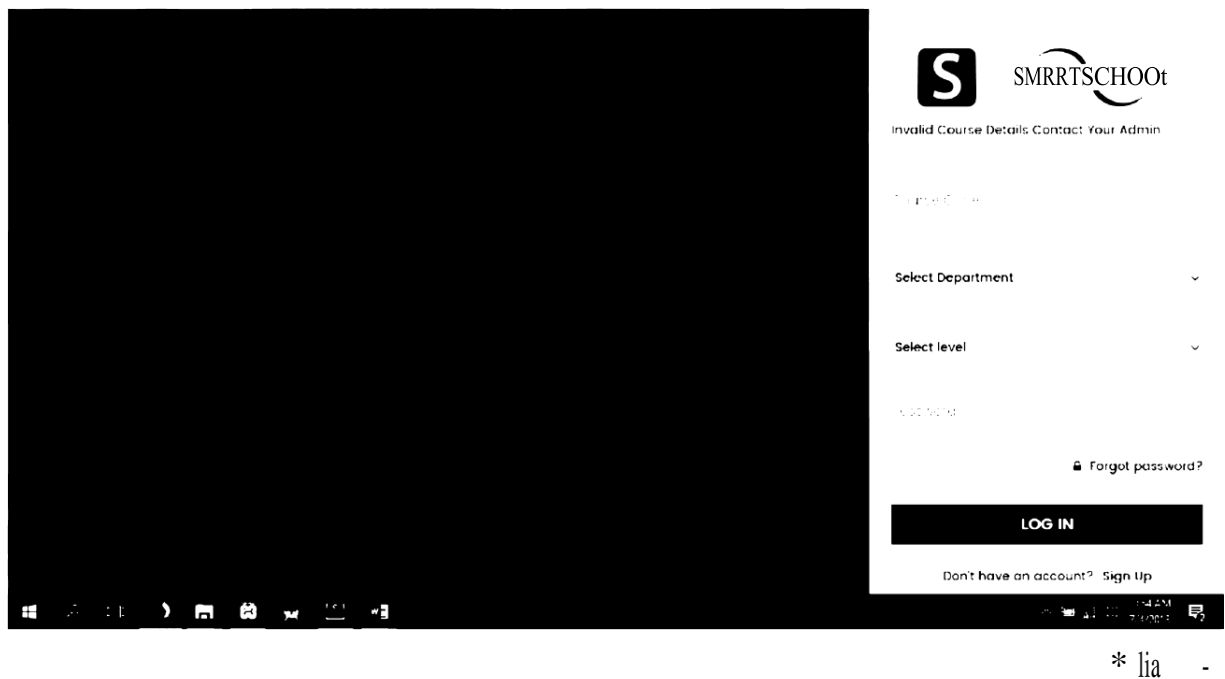 S
SMRRTSCHOOt
Invalid Course Details Contact Your Admin
Select Department
Select level
Forgot password?
LOG IN
Don't have an account? Sign Up
* lia -